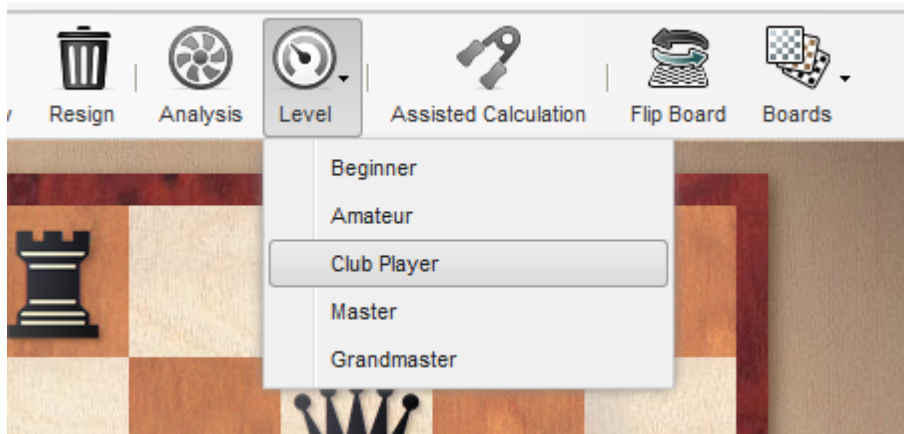 Resign
Analysis
Level
Assisted Calculation
Flip Board
Boards
Beginner
Amateur
Club Player
Master
Grandmaster